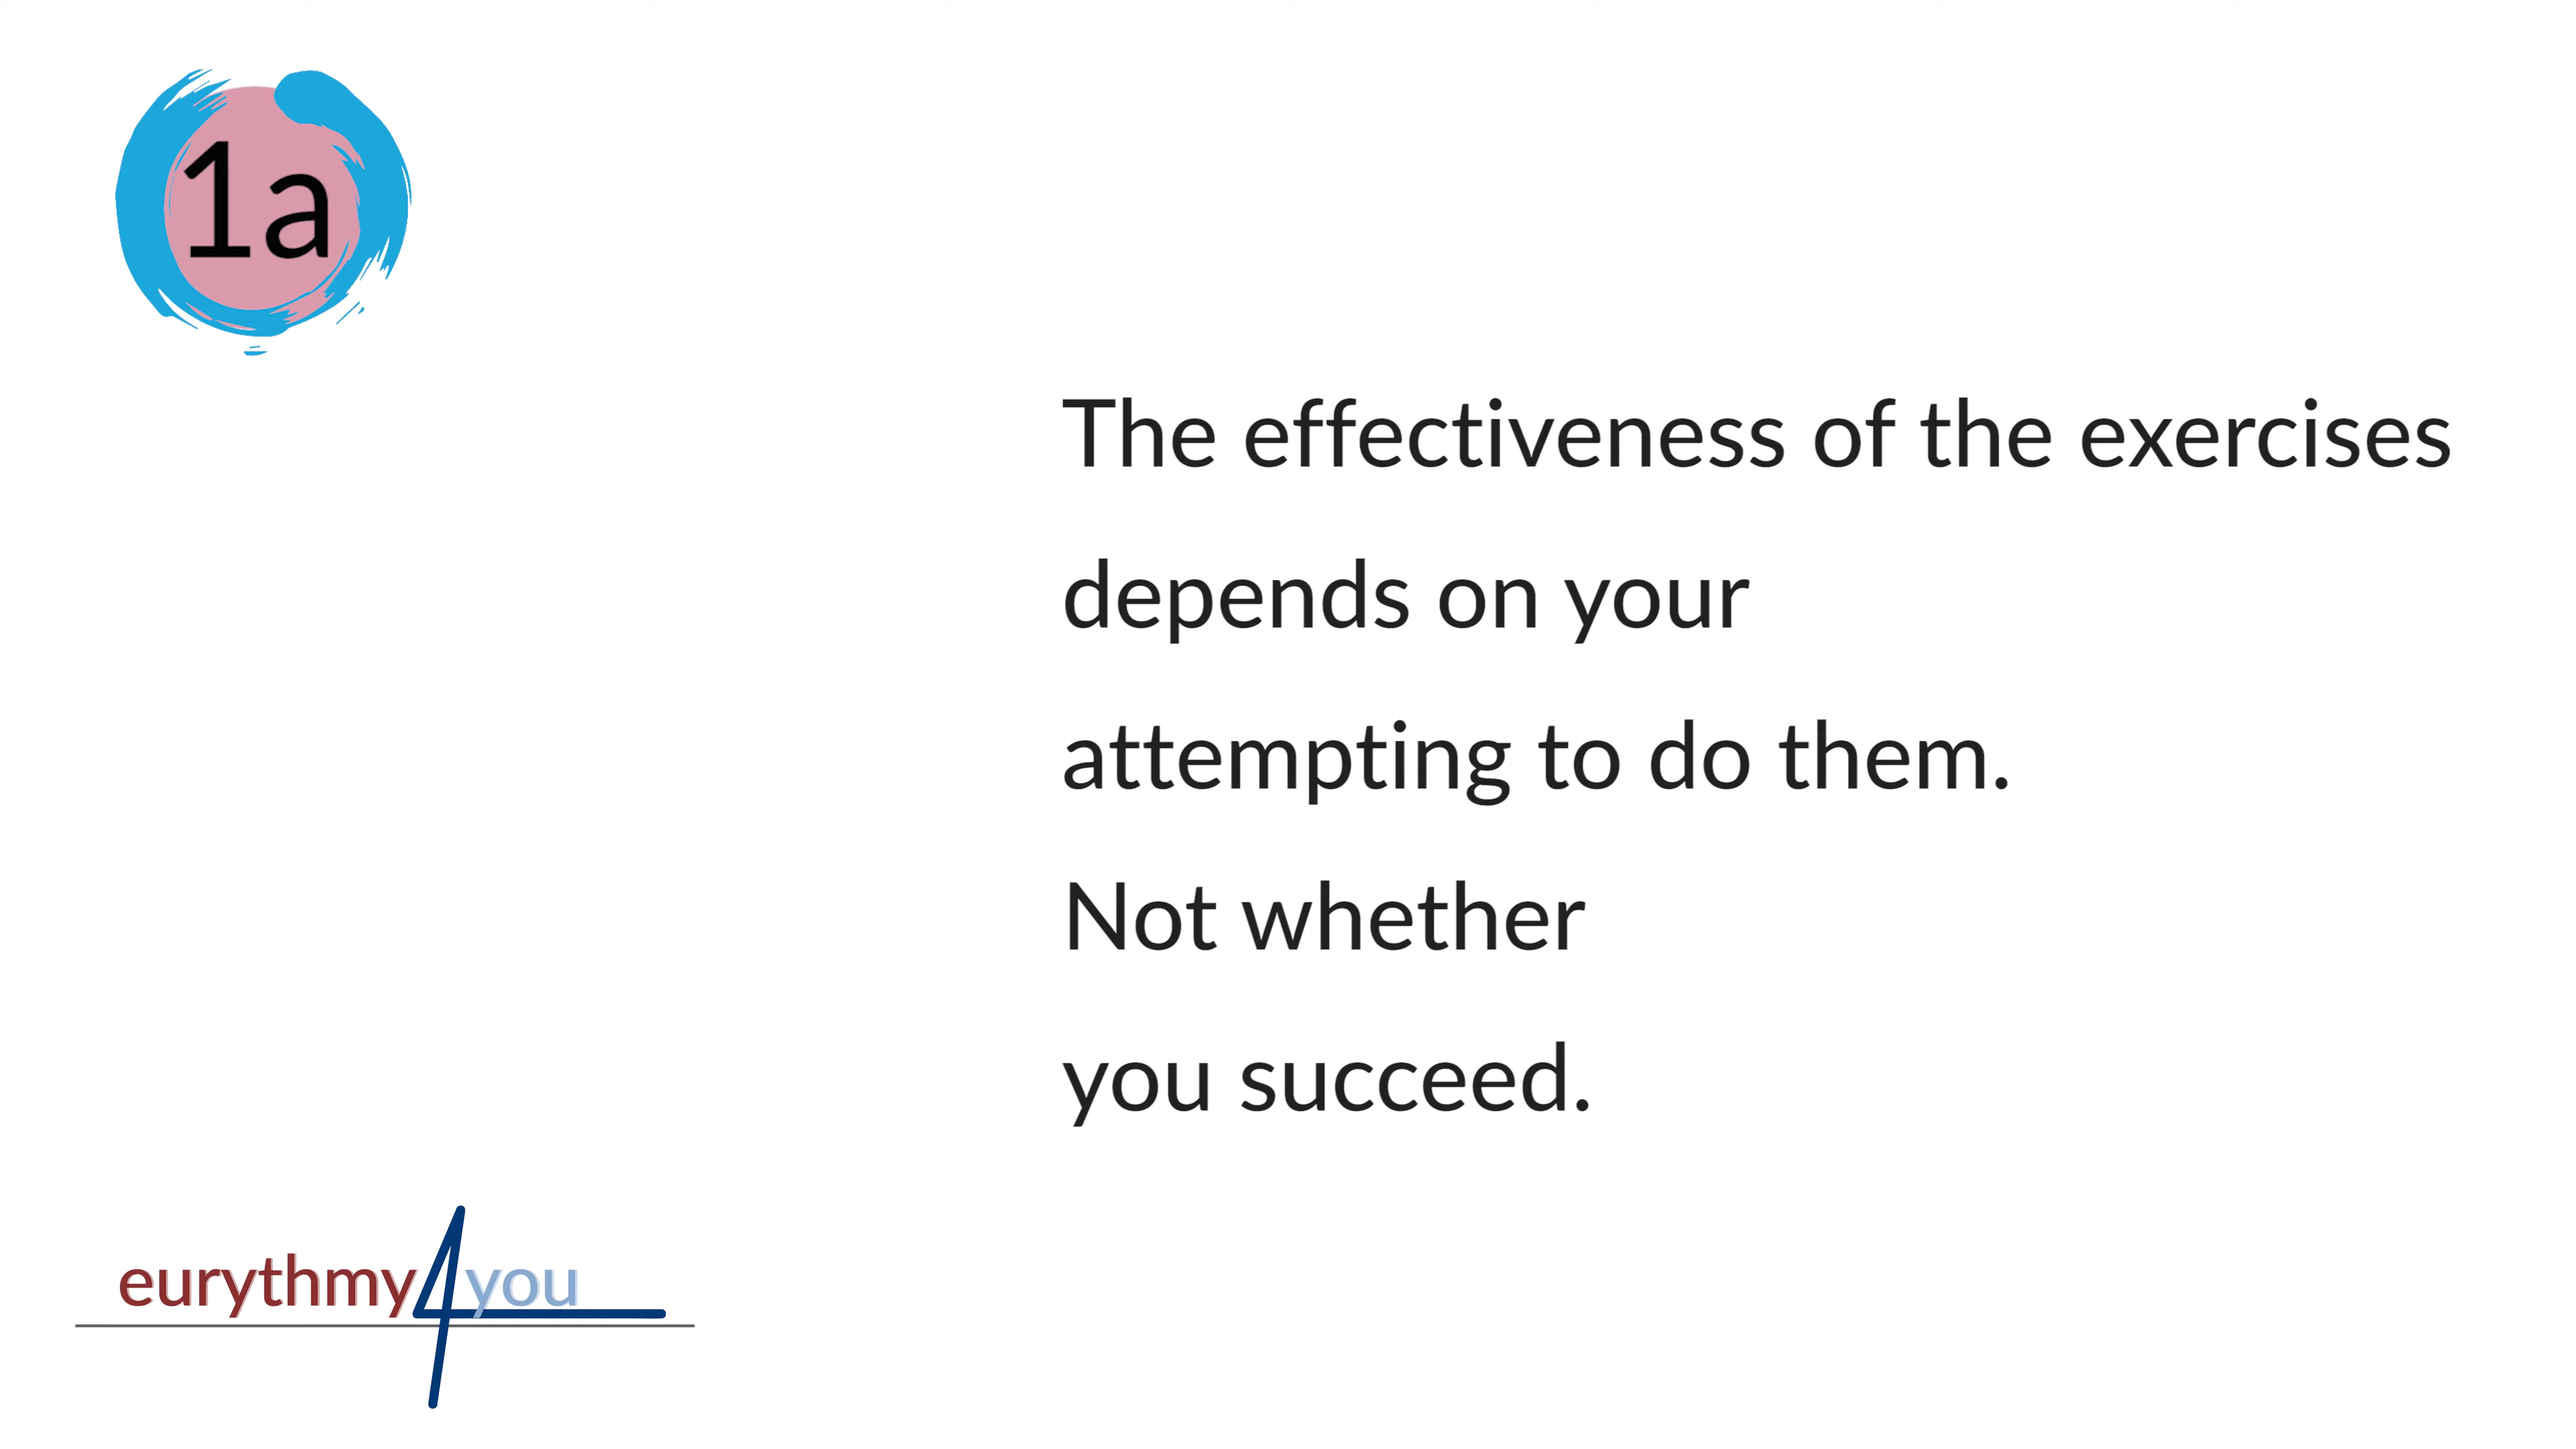 1a
The effectiveness of the exercises
depends on your
attempting to do them.
Not whether
you succeed.
eurythmy4you